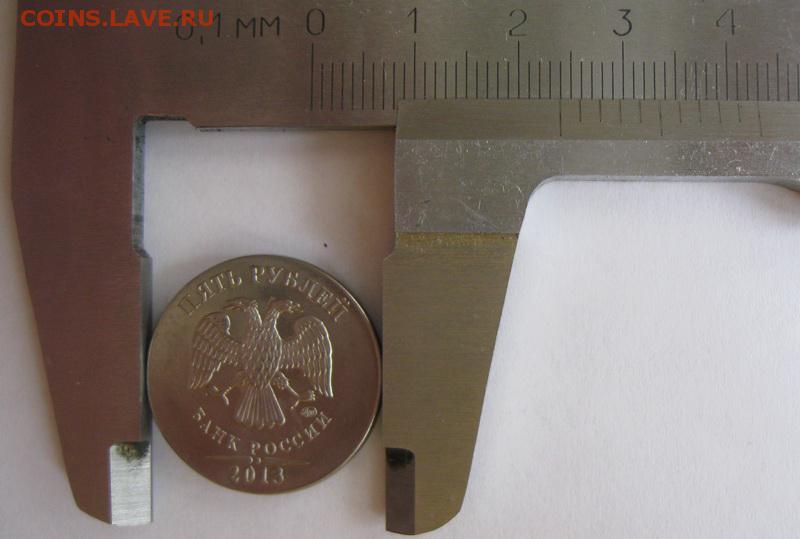 COINS.LAVE.RU
0,1 мм 0 1 2 3 4
ПЯТЬ РУБЛЕЙ
БАНК РОССИИ
2013